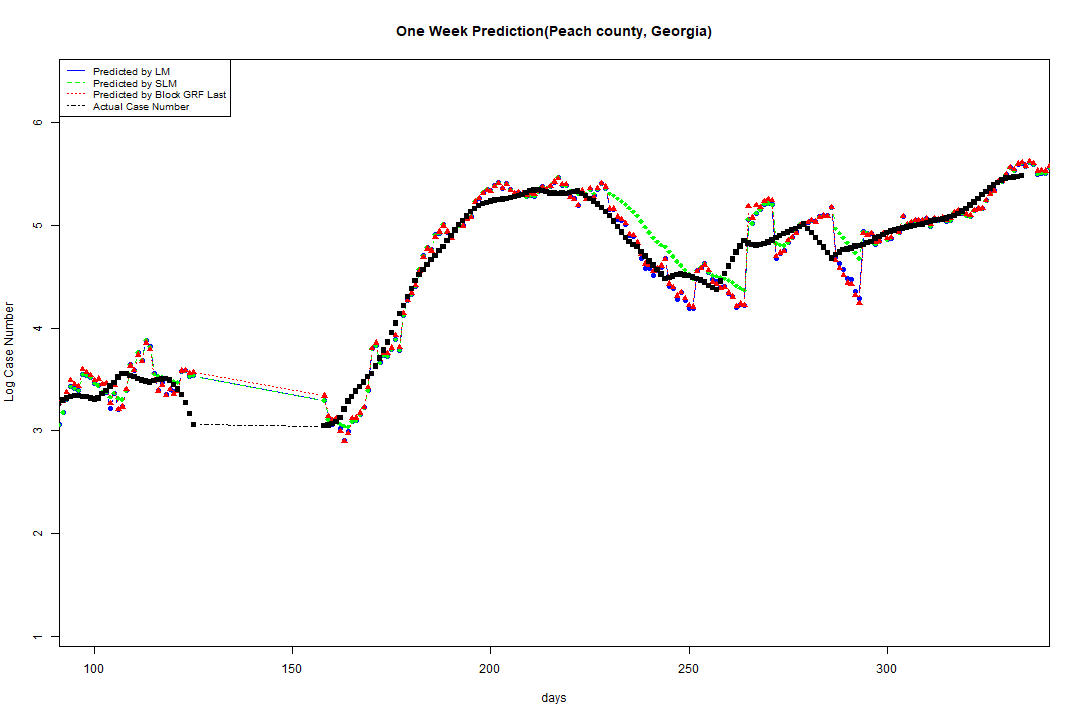 One Week Prediction(Peach county, Georgia)
Predicted by LM
Predicted by SLM
Predicted by Block GRF Last
Actual Case Number
6
5
4
3
2
1
Log Case Number
100 150 200 250 300
days